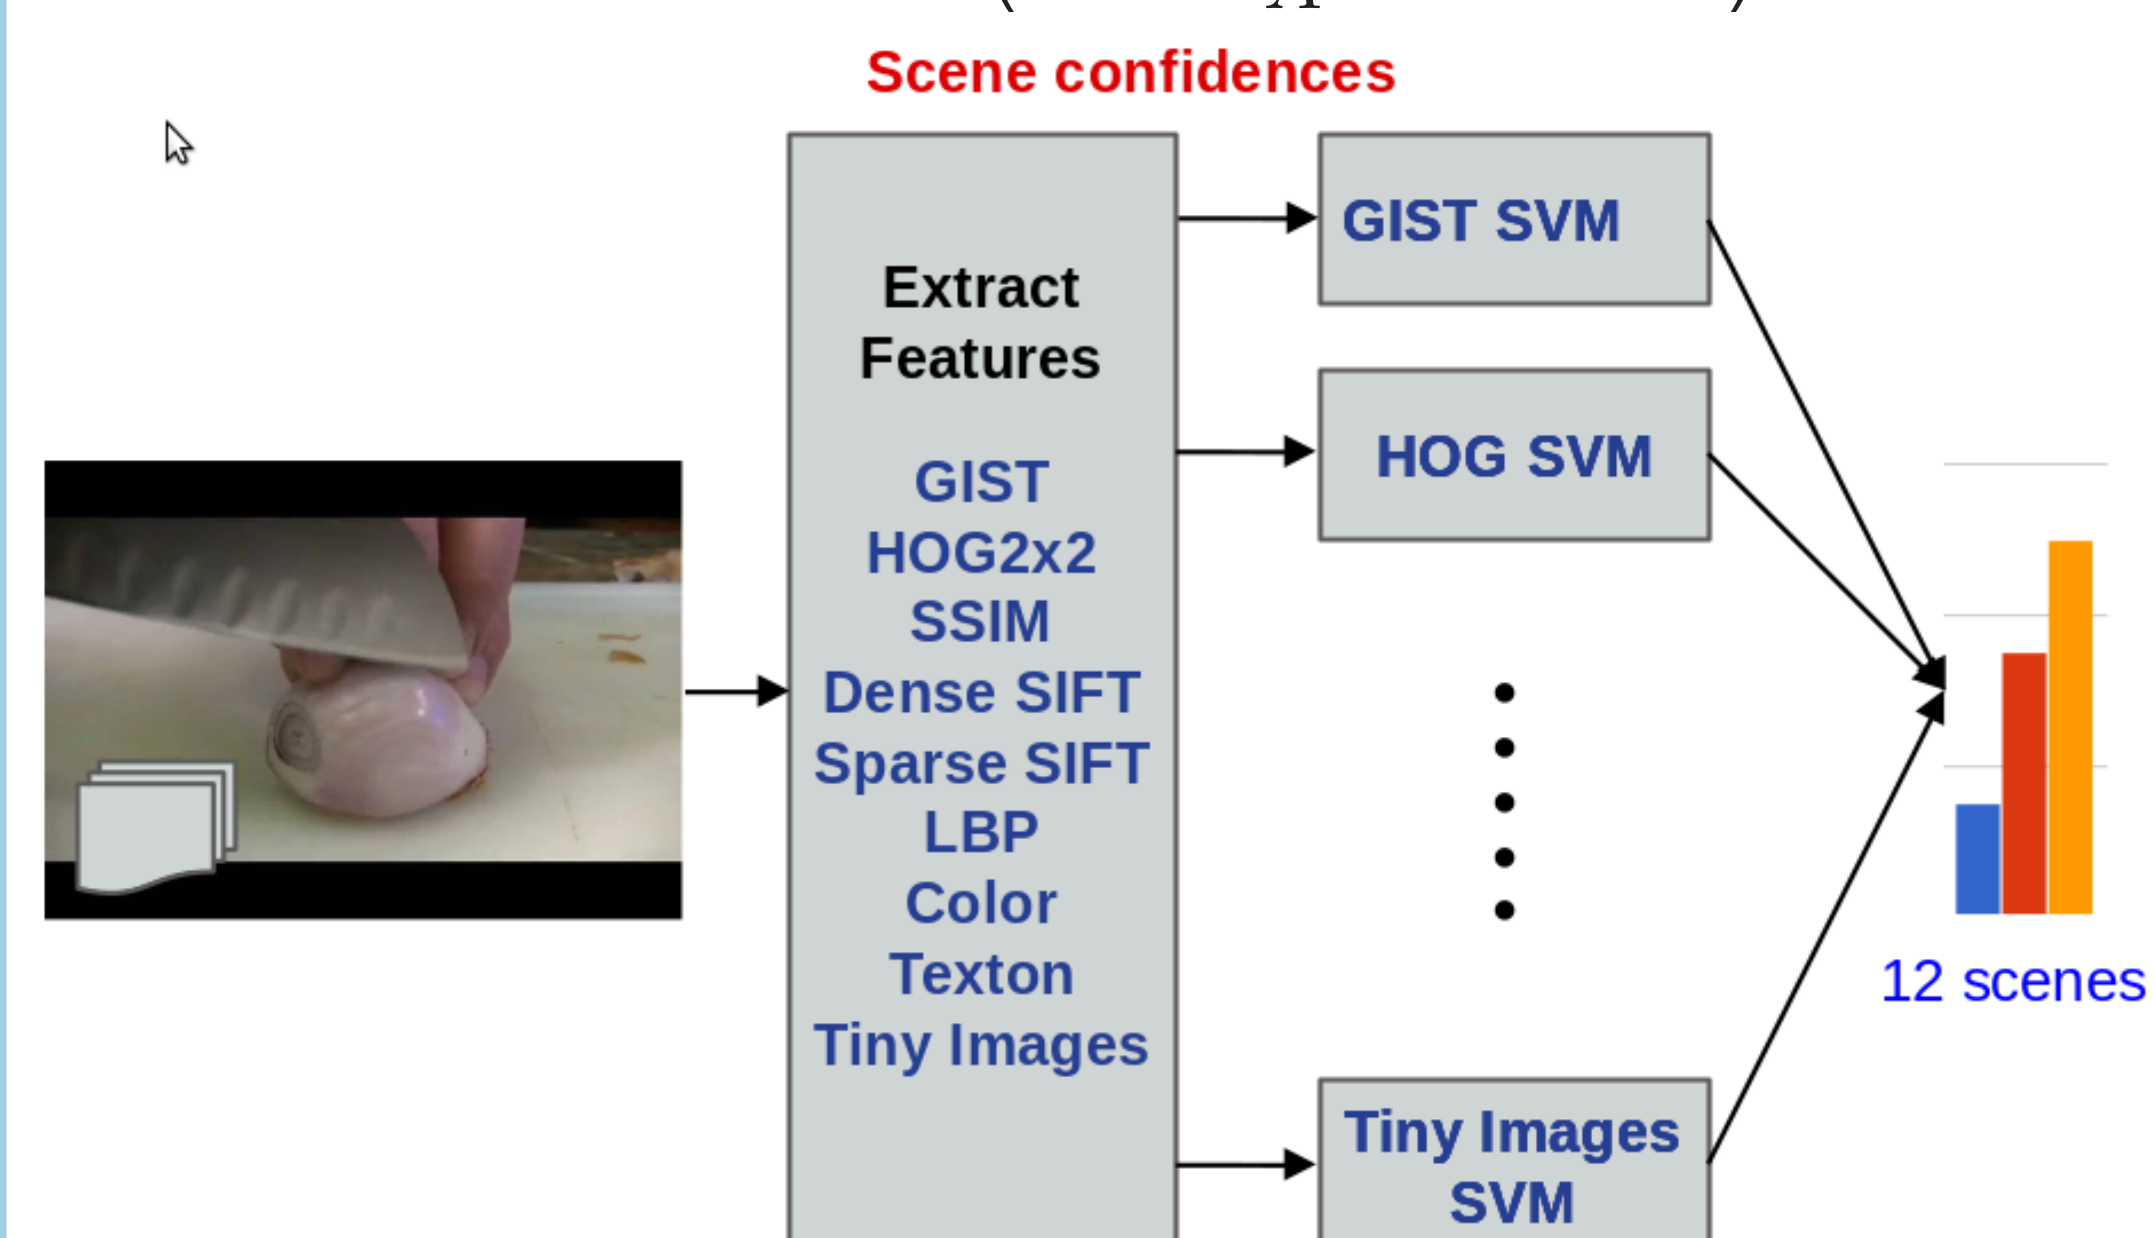 Scene confidences
Extract
Features
GIST
HOG2x2
SSIM
Dense SIFT
Sparse SIFT
LBP
Color
Texton
Tiny Images
GIST SVM
HOG SVM
Tiny Images
SVM
12 scenes